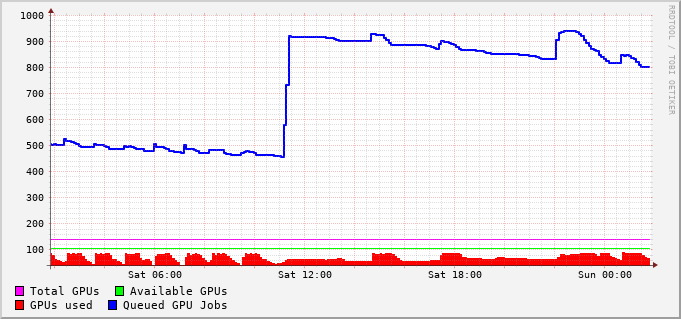 1000
900
800
700
600
500
400
300
200
100
Sat 06:00 Sat 12:00 Sat 18:00 Sun 00:00
Total GPUs Available GPUs
GPUs used Queued GPU Jobs
RRDTOOL / TOBI OETIKER